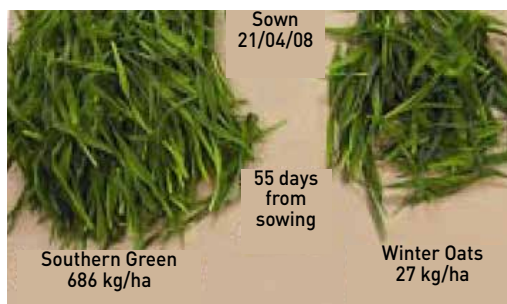 Sown
21/04/08
55 days
from
sowing
Southern Green
686 kg/ha
Winter Oats
27 kg/ha